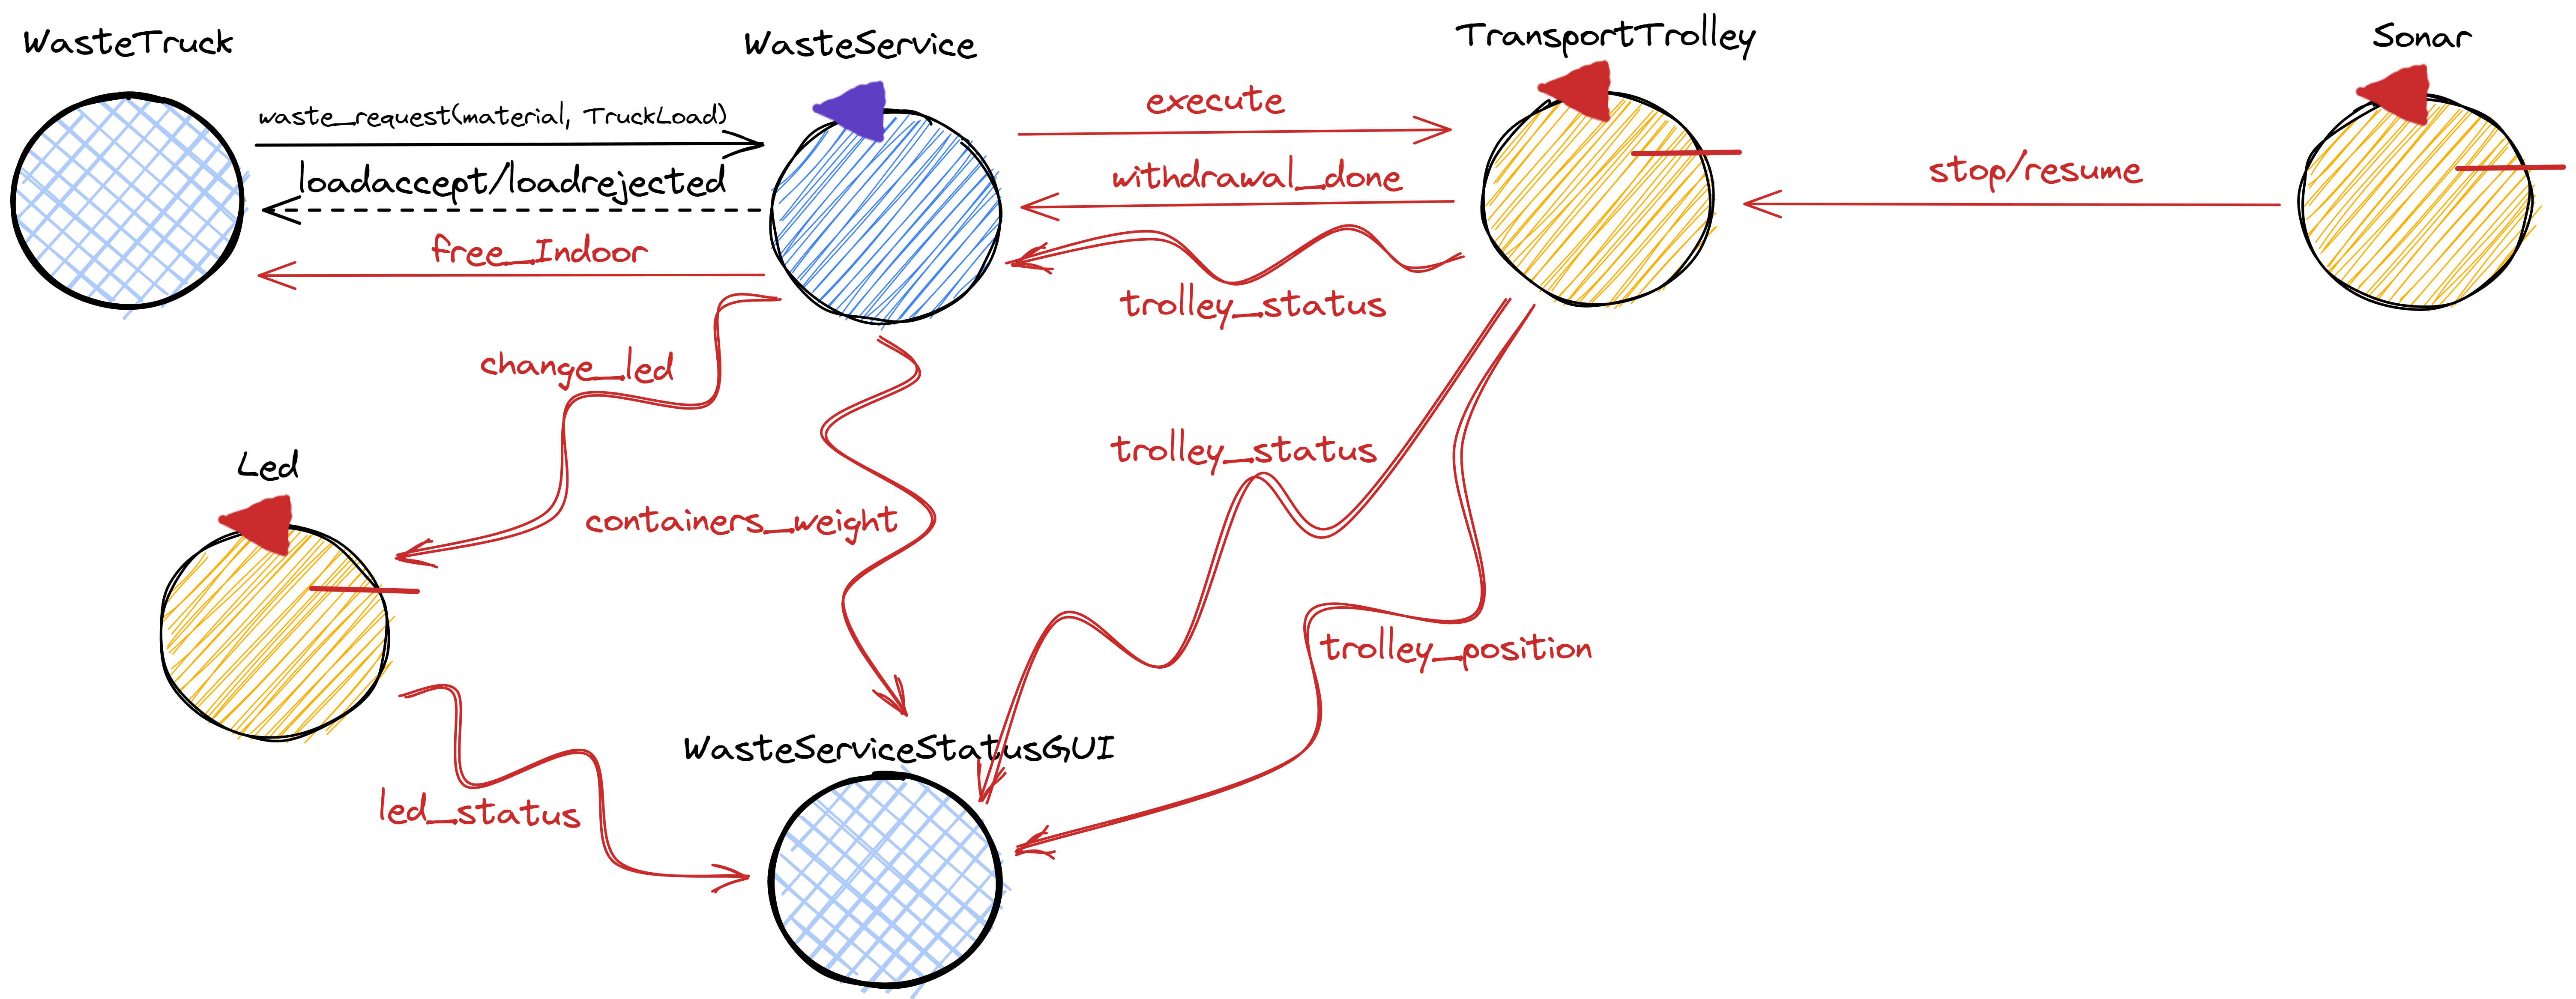 WasteTruck
WasteService
TransportTrolley
Sonar
waste_request(material, TruckLoad)
loadaccept/loadrejected
free_Indoor
execute
withdrawal_done
trolley_status
stop/resume
change_led
containers_weight
trolley_status
trolley_position
Led
led_status
WasteServiceStatusGUI